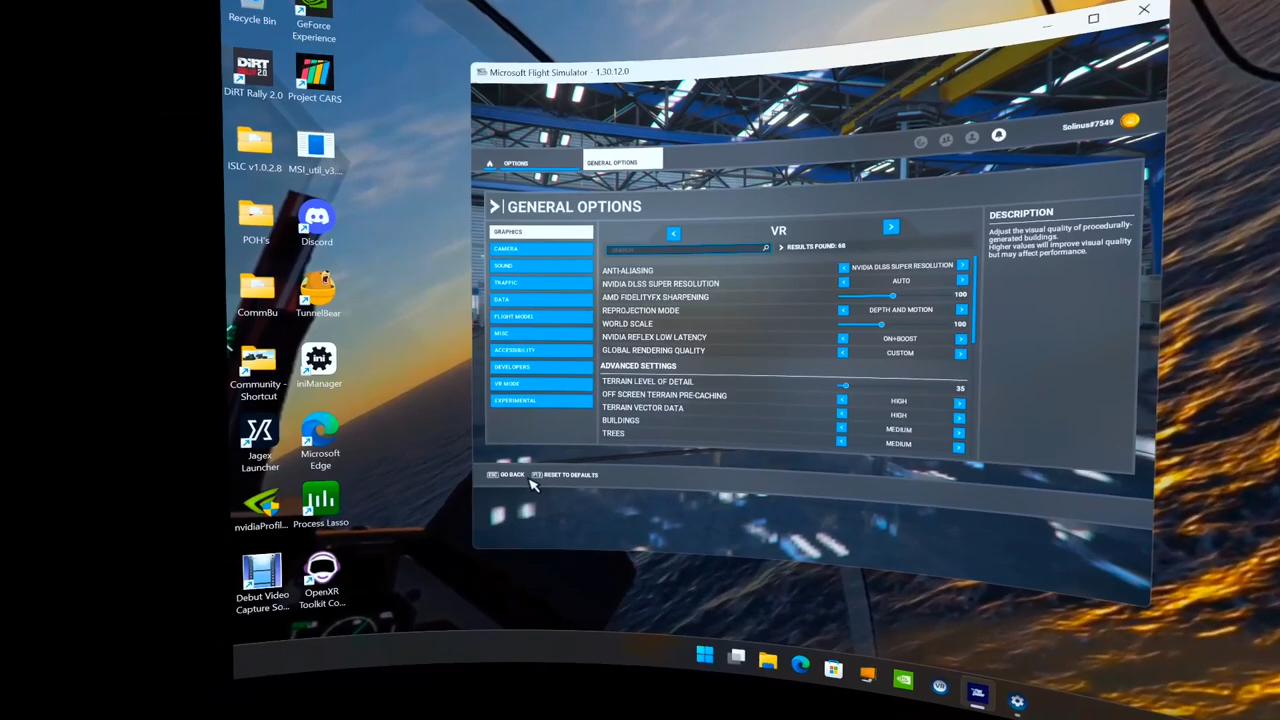 Recycle Bin
GeForce
Experience
DiRT Rally 2.0
Project CARS
ISLC v1.0.2.8
MSI_util_v3....
POH's
Discord
CommBu
TunnelBear
Community -
Shortcut
iniManager
Jagex
Launcher
Microsoft
Edge
nvidiaProfil...
Process Lasso
Debut Video
Capture So...
OpenXR
Toolkit Co...
Microsoft Flight Simulator - 1.30.12.0
Solinus#7549
OPTIONS
GENERAL OPTIONS
GENERAL OPTIONS
GRAPHICS
CAMERA
SOUND
TRAFFIC
DATA
FLIGHT MODEL
MISC
ACCESSIBILITY
DEVELOPERS
VR MODE
EXPERIMENTAL
VR
SEARCH
RESULTS FOUND: 68
ANTI-ALIASING NVIDIA DLSS SUPER RESOLUTION
NVIDIA DLSS SUPER RESOLUTION AUTO
AMD FIDELITYFX SHARPENING 100
REPROJECTION MODE DEPTH AND MOTION
WORLD SCALE 100
NVIDIA REFLEX LOW LATENCY ON+BOOST
GLOBAL RENDERING QUALITY CUSTOM
ADVANCED SETTINGS
TERRAIN LEVEL OF DETAIL 35
OFF SCREEN TERRAIN PRE-CACHING HIGH
TERRAIN VECTOR DATA HIGH
BUILDINGS MEDIUM
TREES MEDIUM
DESCRIPTION
Adjust the visual quality of procedurally-
generated buildings.
Higher values will improve visual quality
but may affect performance.
ESC GO BACK
F12 RESET TO DEFAULTS